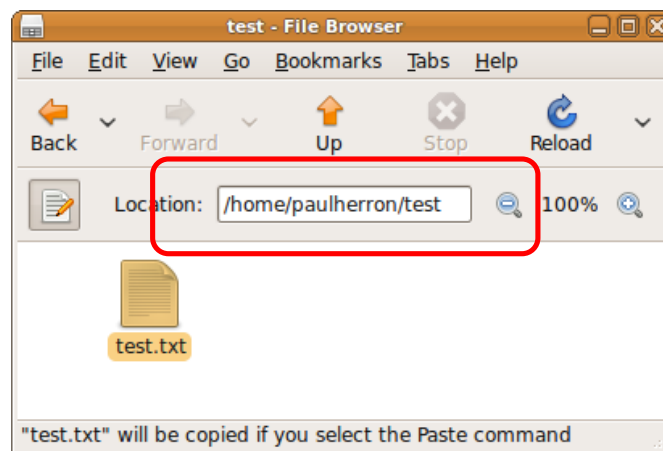 test - File Browser
File Edit View Go Bookmarks Tabs Help
Back Forward Up Stop Reload
Location: /home/paulherron/test 100%
test.txt
"test.txt" will be copied if you select the Paste command